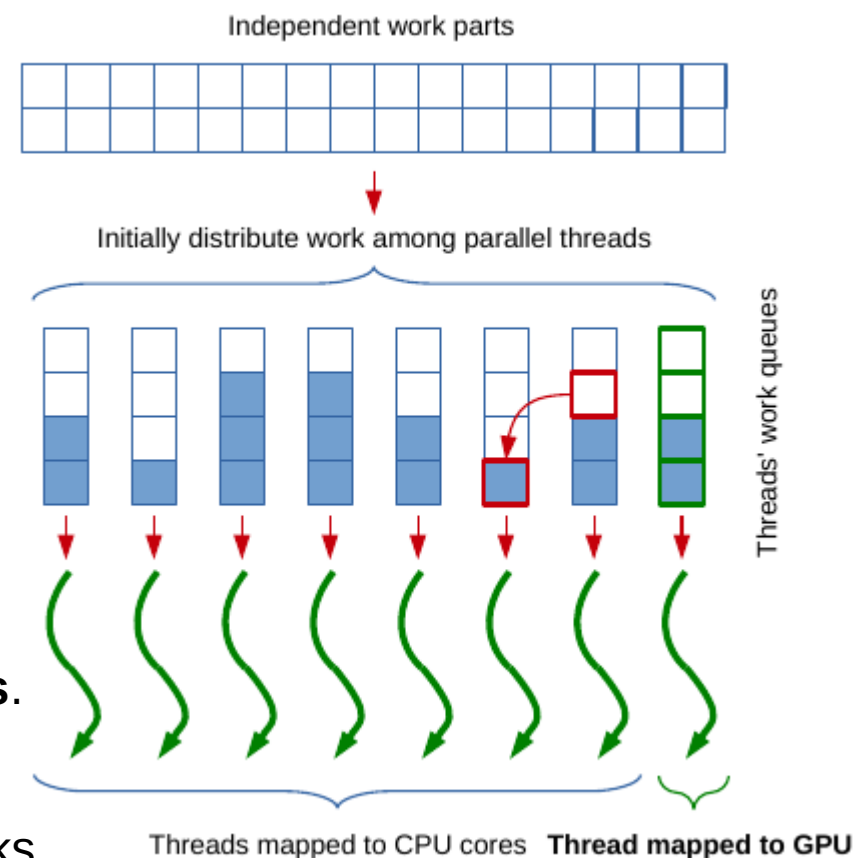 Independent work parts
Initially distribute work among parallel threads
Threads' work queues
s.
ks
Threads mapped to CPU cores Thread mapped to GPU